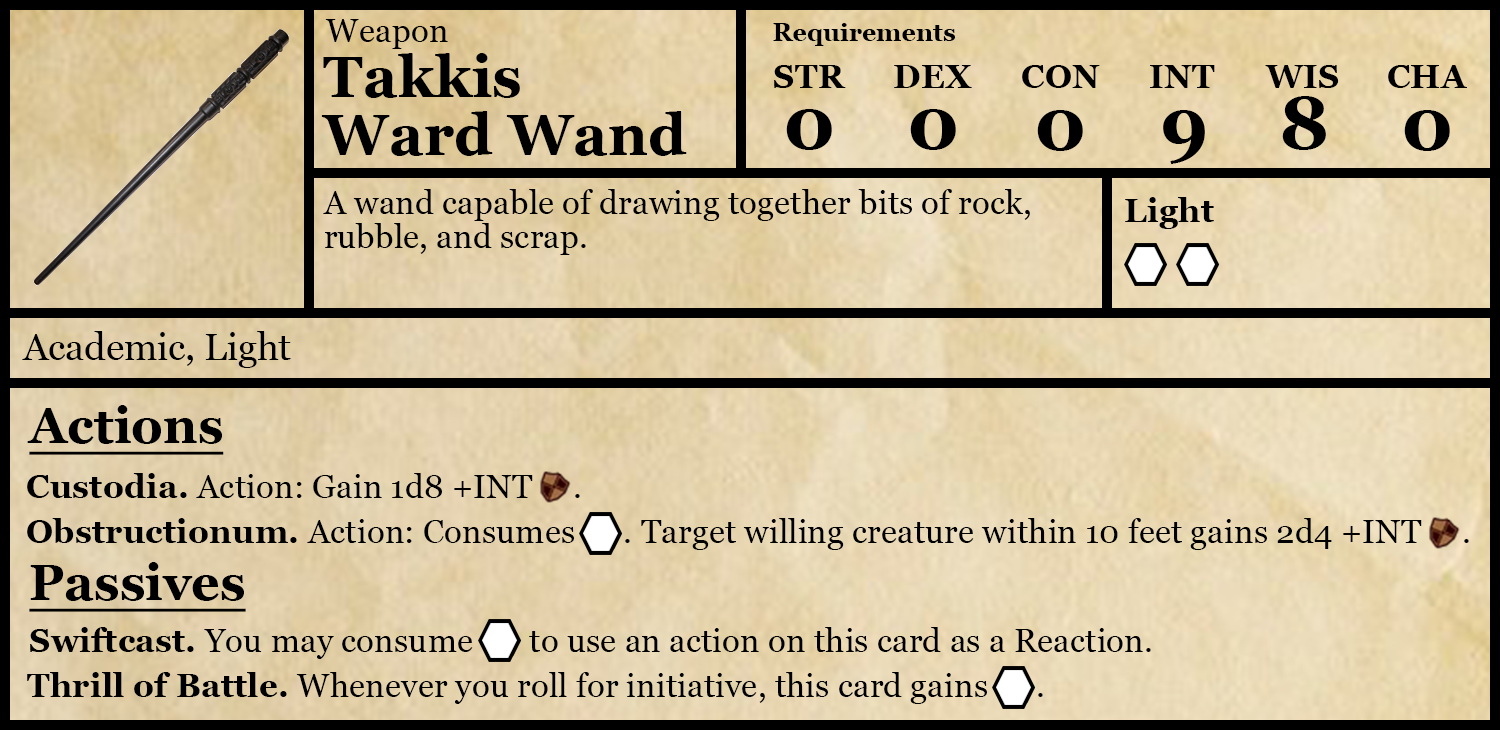 Weapon
Takkis
Ward Wand
Requirements
STR DEX CON INT WIS CHA
0 0 0 9 8 0
A wand capable of drawing together bits of rock,
rubble, and scrap.
Light
Academic, Light
Actions
Custodia. Action: Gain 1d8 +INT .
Obstructionum. Action: Consumes . Target willing creature within 10 feet gains 2d4 +INT .
Passives
Swiftcast. You may consume to use an action on this card as a Reaction.
Thrill of Battle. Whenever you roll for initiative, this card gains .